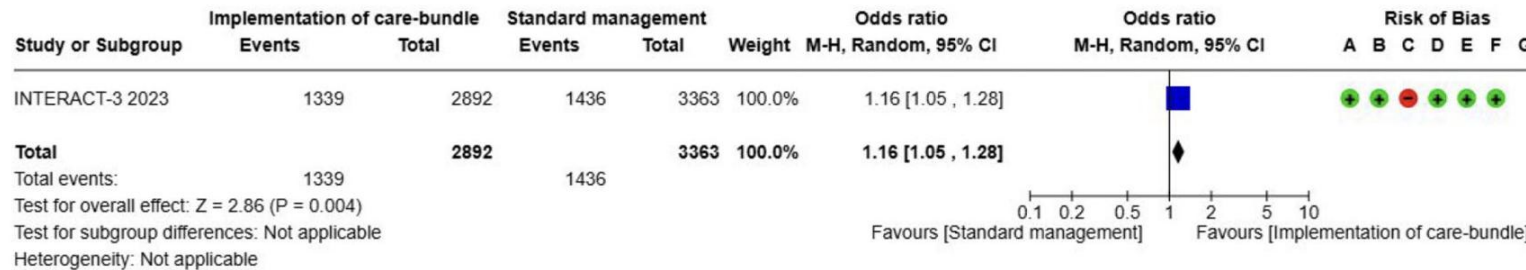 Implementation of care-bundle Standard management Odds ratio Odds ratio Risk of Bias
Study or Subgroup Events Total Events Total Weight M-H, Random, 95% CI M-H, Random, 95% CI A B C D E F G
INTERACT-3 2023 1339 2892 1436 3363 100.0% 1.16 [1.05 , 1.28] + + − + + +
Total 2892 3363 100.0% 1.16 [1.05 , 1.28]
Total events: 1339 1436
Test for overall effect: Z = 2.86 (P = 0.004) 0.1 0.2 0.5 1 2 5 10
Test for subgroup differences: Not applicable Favours [Standard management] Favours [Implementation of care-bundle]
Heterogeneity: Not applicable